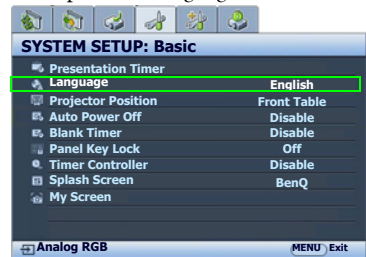 SYSTEM SETUP: Basic
Presentation Timer
Language English
Projector Position Front Table
Auto Power Off Disable
Blank Timer Disable
Panel Key Lock Off
Timer Controller Disable
Splash Screen BenQ
My Screen
Analog RGB MENU Exit